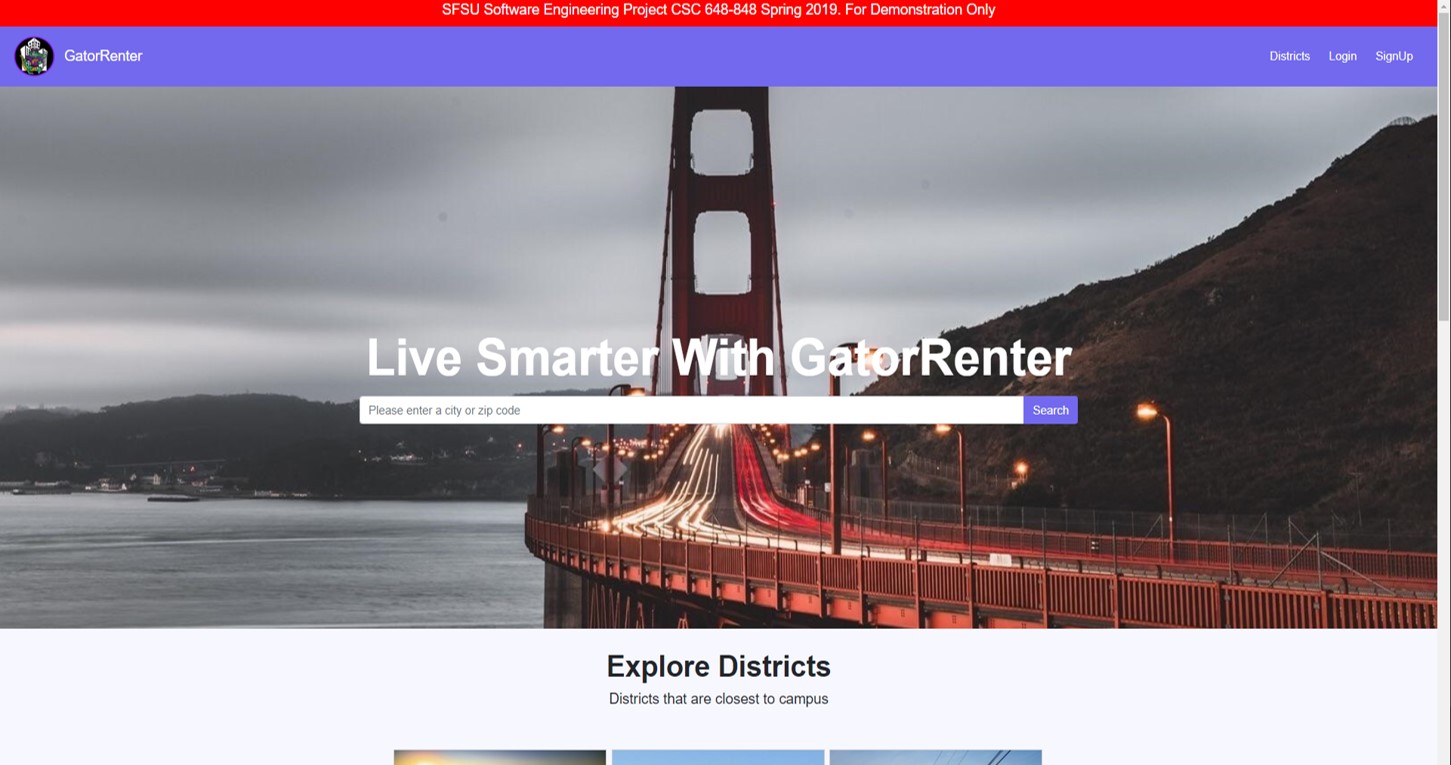 SFSU Software Engineering Project CSC 648-848 Spring 2019. For Demonstration Only
GatorRenter
Districts
Login
SignUp
Live Smarter With GatorRenter
Please enter a city or zip code
Search
Explore Districts
Districts that are closest to campus